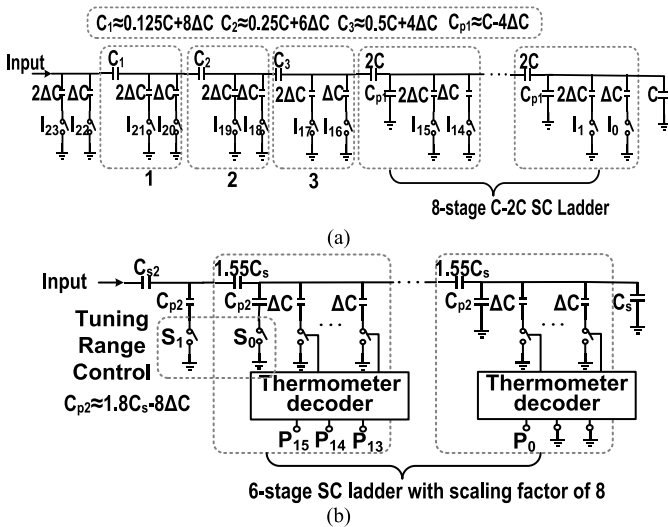 C₁≈0.125C+8ΔC C₂≈0.25C+6ΔC C₃≈0.5C+4ΔC Cₚ₁≈C-4ΔC
Input C₁ C₂ C₃ 2C 2C
2ΔC ΔC 2ΔC ΔC 2ΔC ΔC 2ΔC ΔC Cₚ₁ 2ΔC ΔC Cₚ₁ 2ΔC ΔC C
I₂₃ I₂₂ I₂₁ I₂₀ I₁₉ I₁₈ I₁₇ I₁₆ I₁₅ I₁₄ I₁ I₀
1 2 3
8-stage C-2C SC Ladder
(a)
Input Cₛ₂ 1.55Cₛ 1.55Cₛ
Cₚ₂ Cₚ₂ ΔC ΔC Cₚ₂ ΔC ΔC Cₛ
Tuning Range Control
S₁ S₀
Cₚ₂≈1.8Cₛ-8ΔC
Thermometer decoder
Thermometer decoder
P₁₅ P₁₄ P₁₃ P₀
6-stage SC ladder with scaling factor of 8
(b)